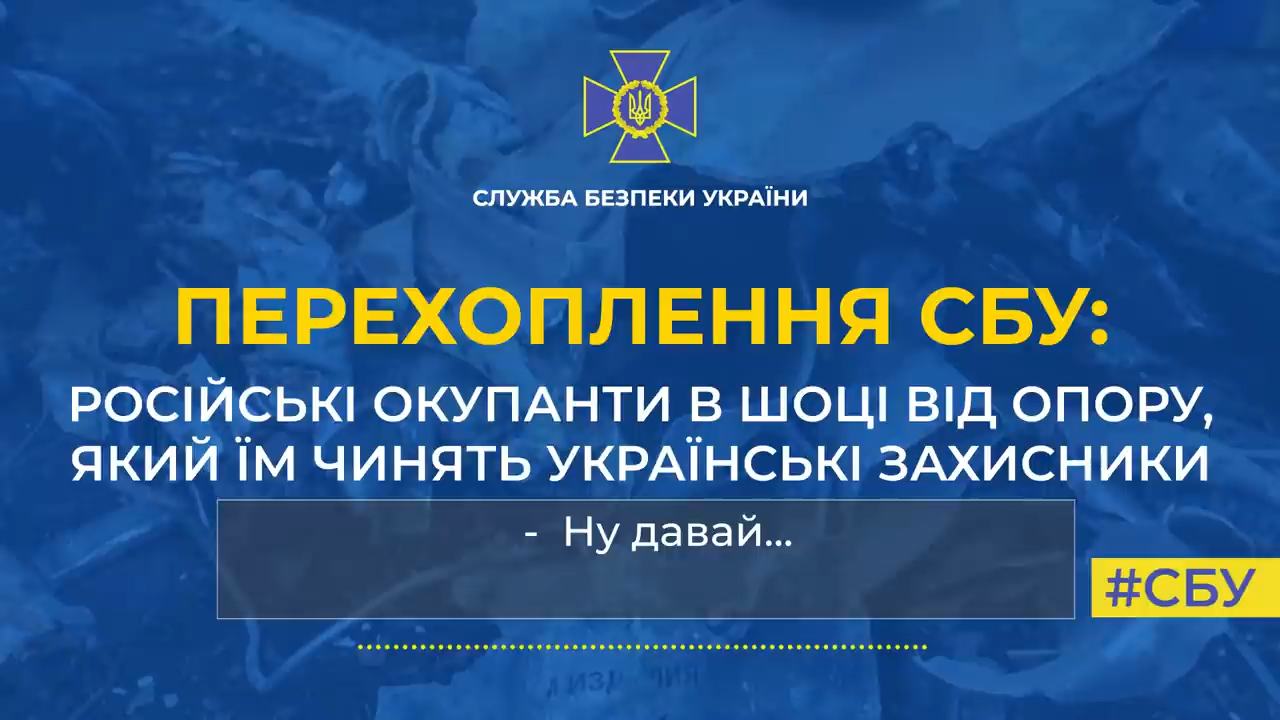 СЛУЖБА БЕЗПЕКИ УКРАЇНИ
ПЕРЕХОПЛЕННЯ СБУ:
РОСІЙСЬКІ ОКУПАНТИ В ШОЦІ ВІД ОПОРУ,
ЯКИЙ ЇМ ЧИНЯТЬ УКРАЇНСЬКІ ЗАХИСНИКИ
- Ну давай...
#СБУ